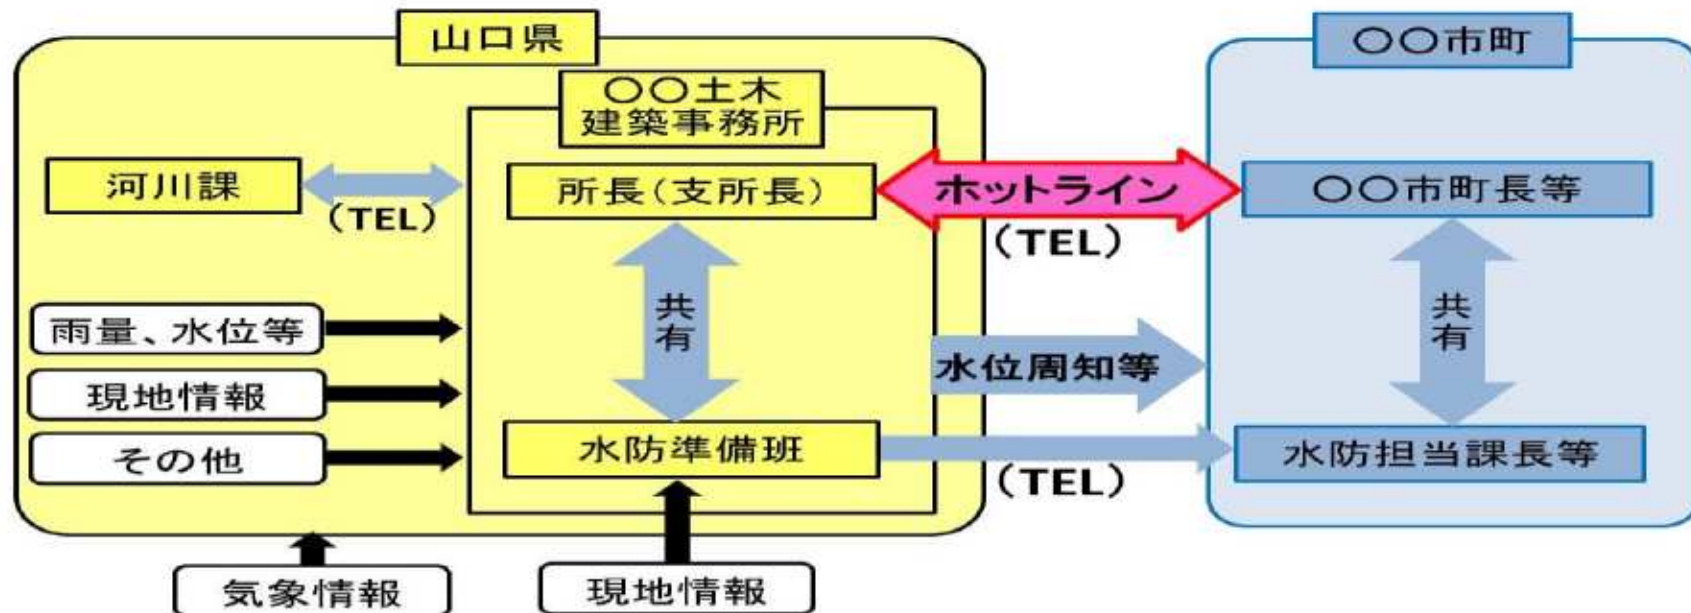 山口県
〇〇市町
〇〇土木
建築事務所
河川課
(TEL)
所長(支所長)
ホットライン
(TEL)
〇〇市町長等
共有
共有
雨量、水位等
現地情報
その他
水位周知等
水防準備班
(TEL)
水防担当課長等
気象情報
現地情報